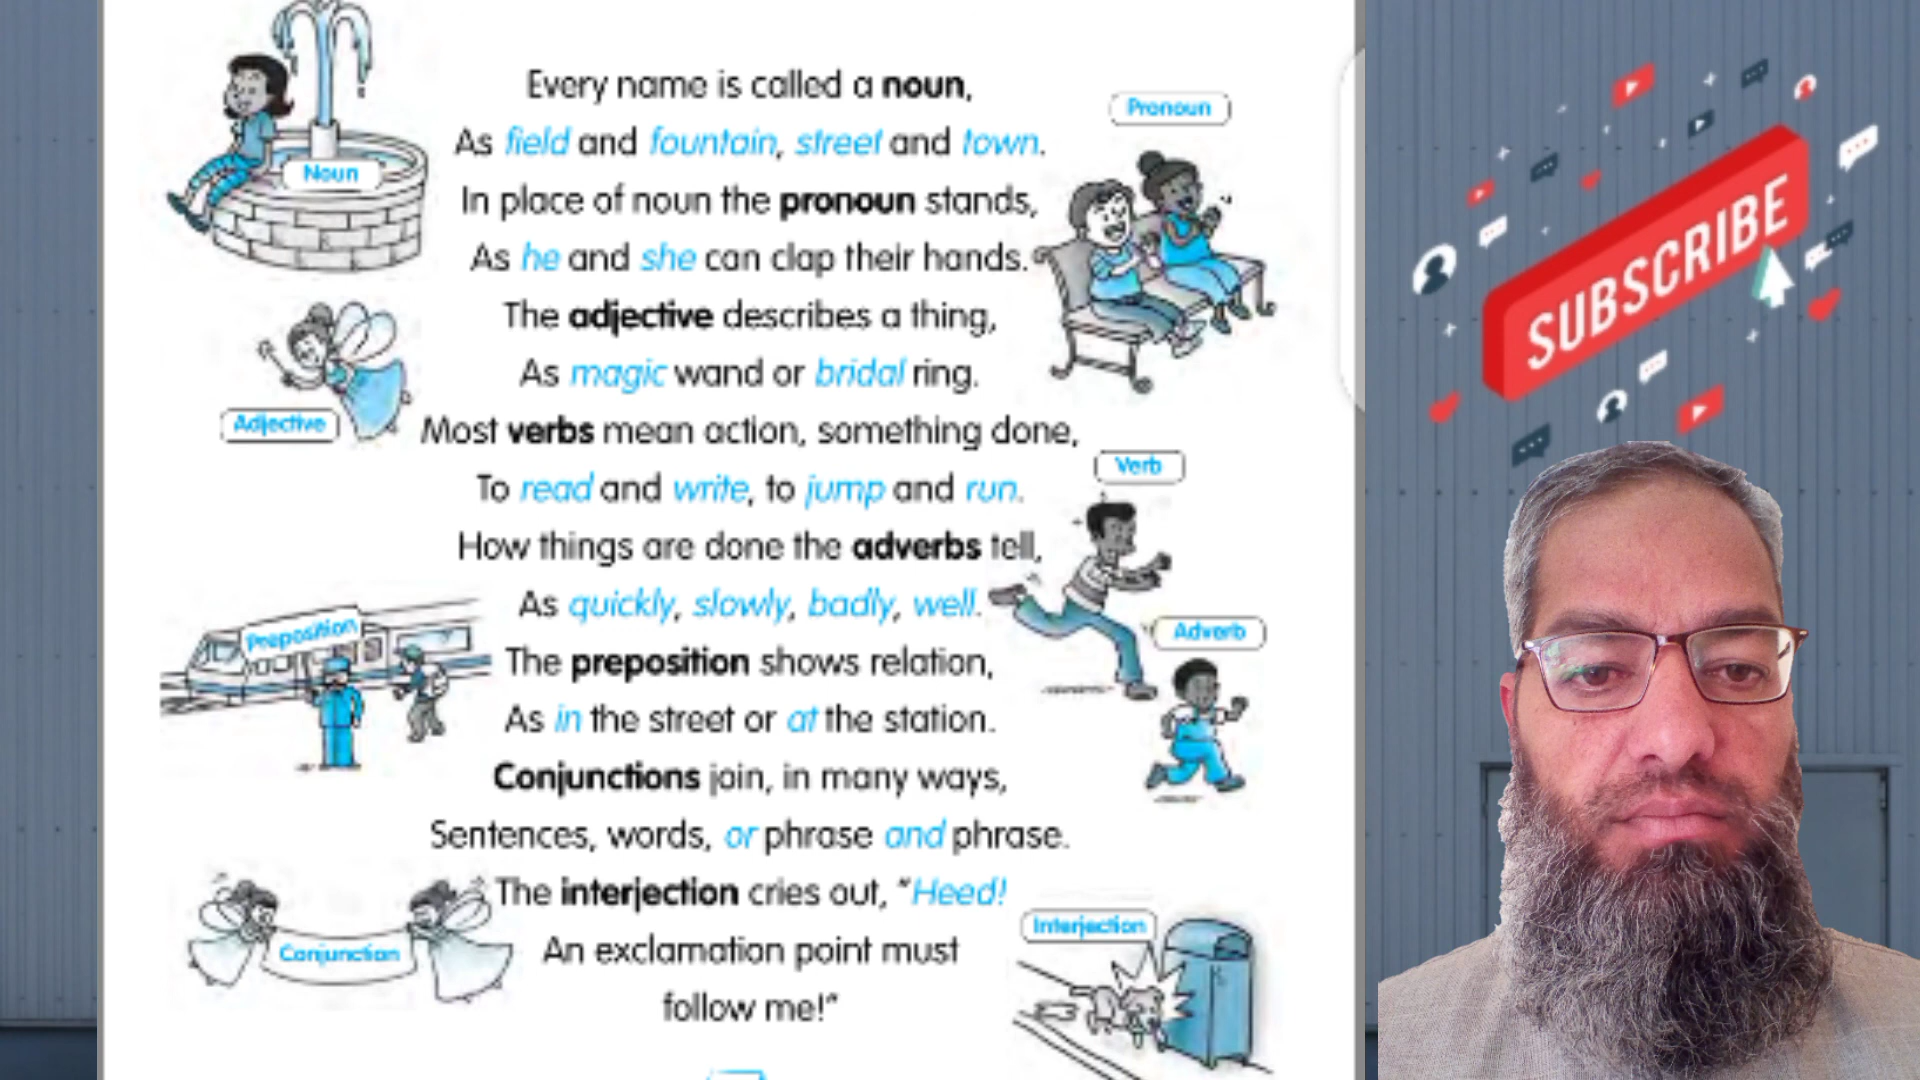 Every name is called a noun,
As field and fountain, street and town.
In place of noun the pronoun stands,
As he and she can clap their hands.
The adjective describes a thing,
As magic wand or bridal ring.
Most verbs mean action, something done,
To read and write, to jump and run.
How things are done the adverbs tell,
As quickly, slowly, badly, well.
The preposition shows relation,
As in the street or at the station.
Conjunctions join, in many ways,
Sentences, words, or phrase and phrase.
The interjection cries out, "Heed!
An exclamation point must
follow me!"
Noun
Pronoun
Adjective
Verb
Adverb
Preposition
Conjunction
Interjection
SUBSCRIBE